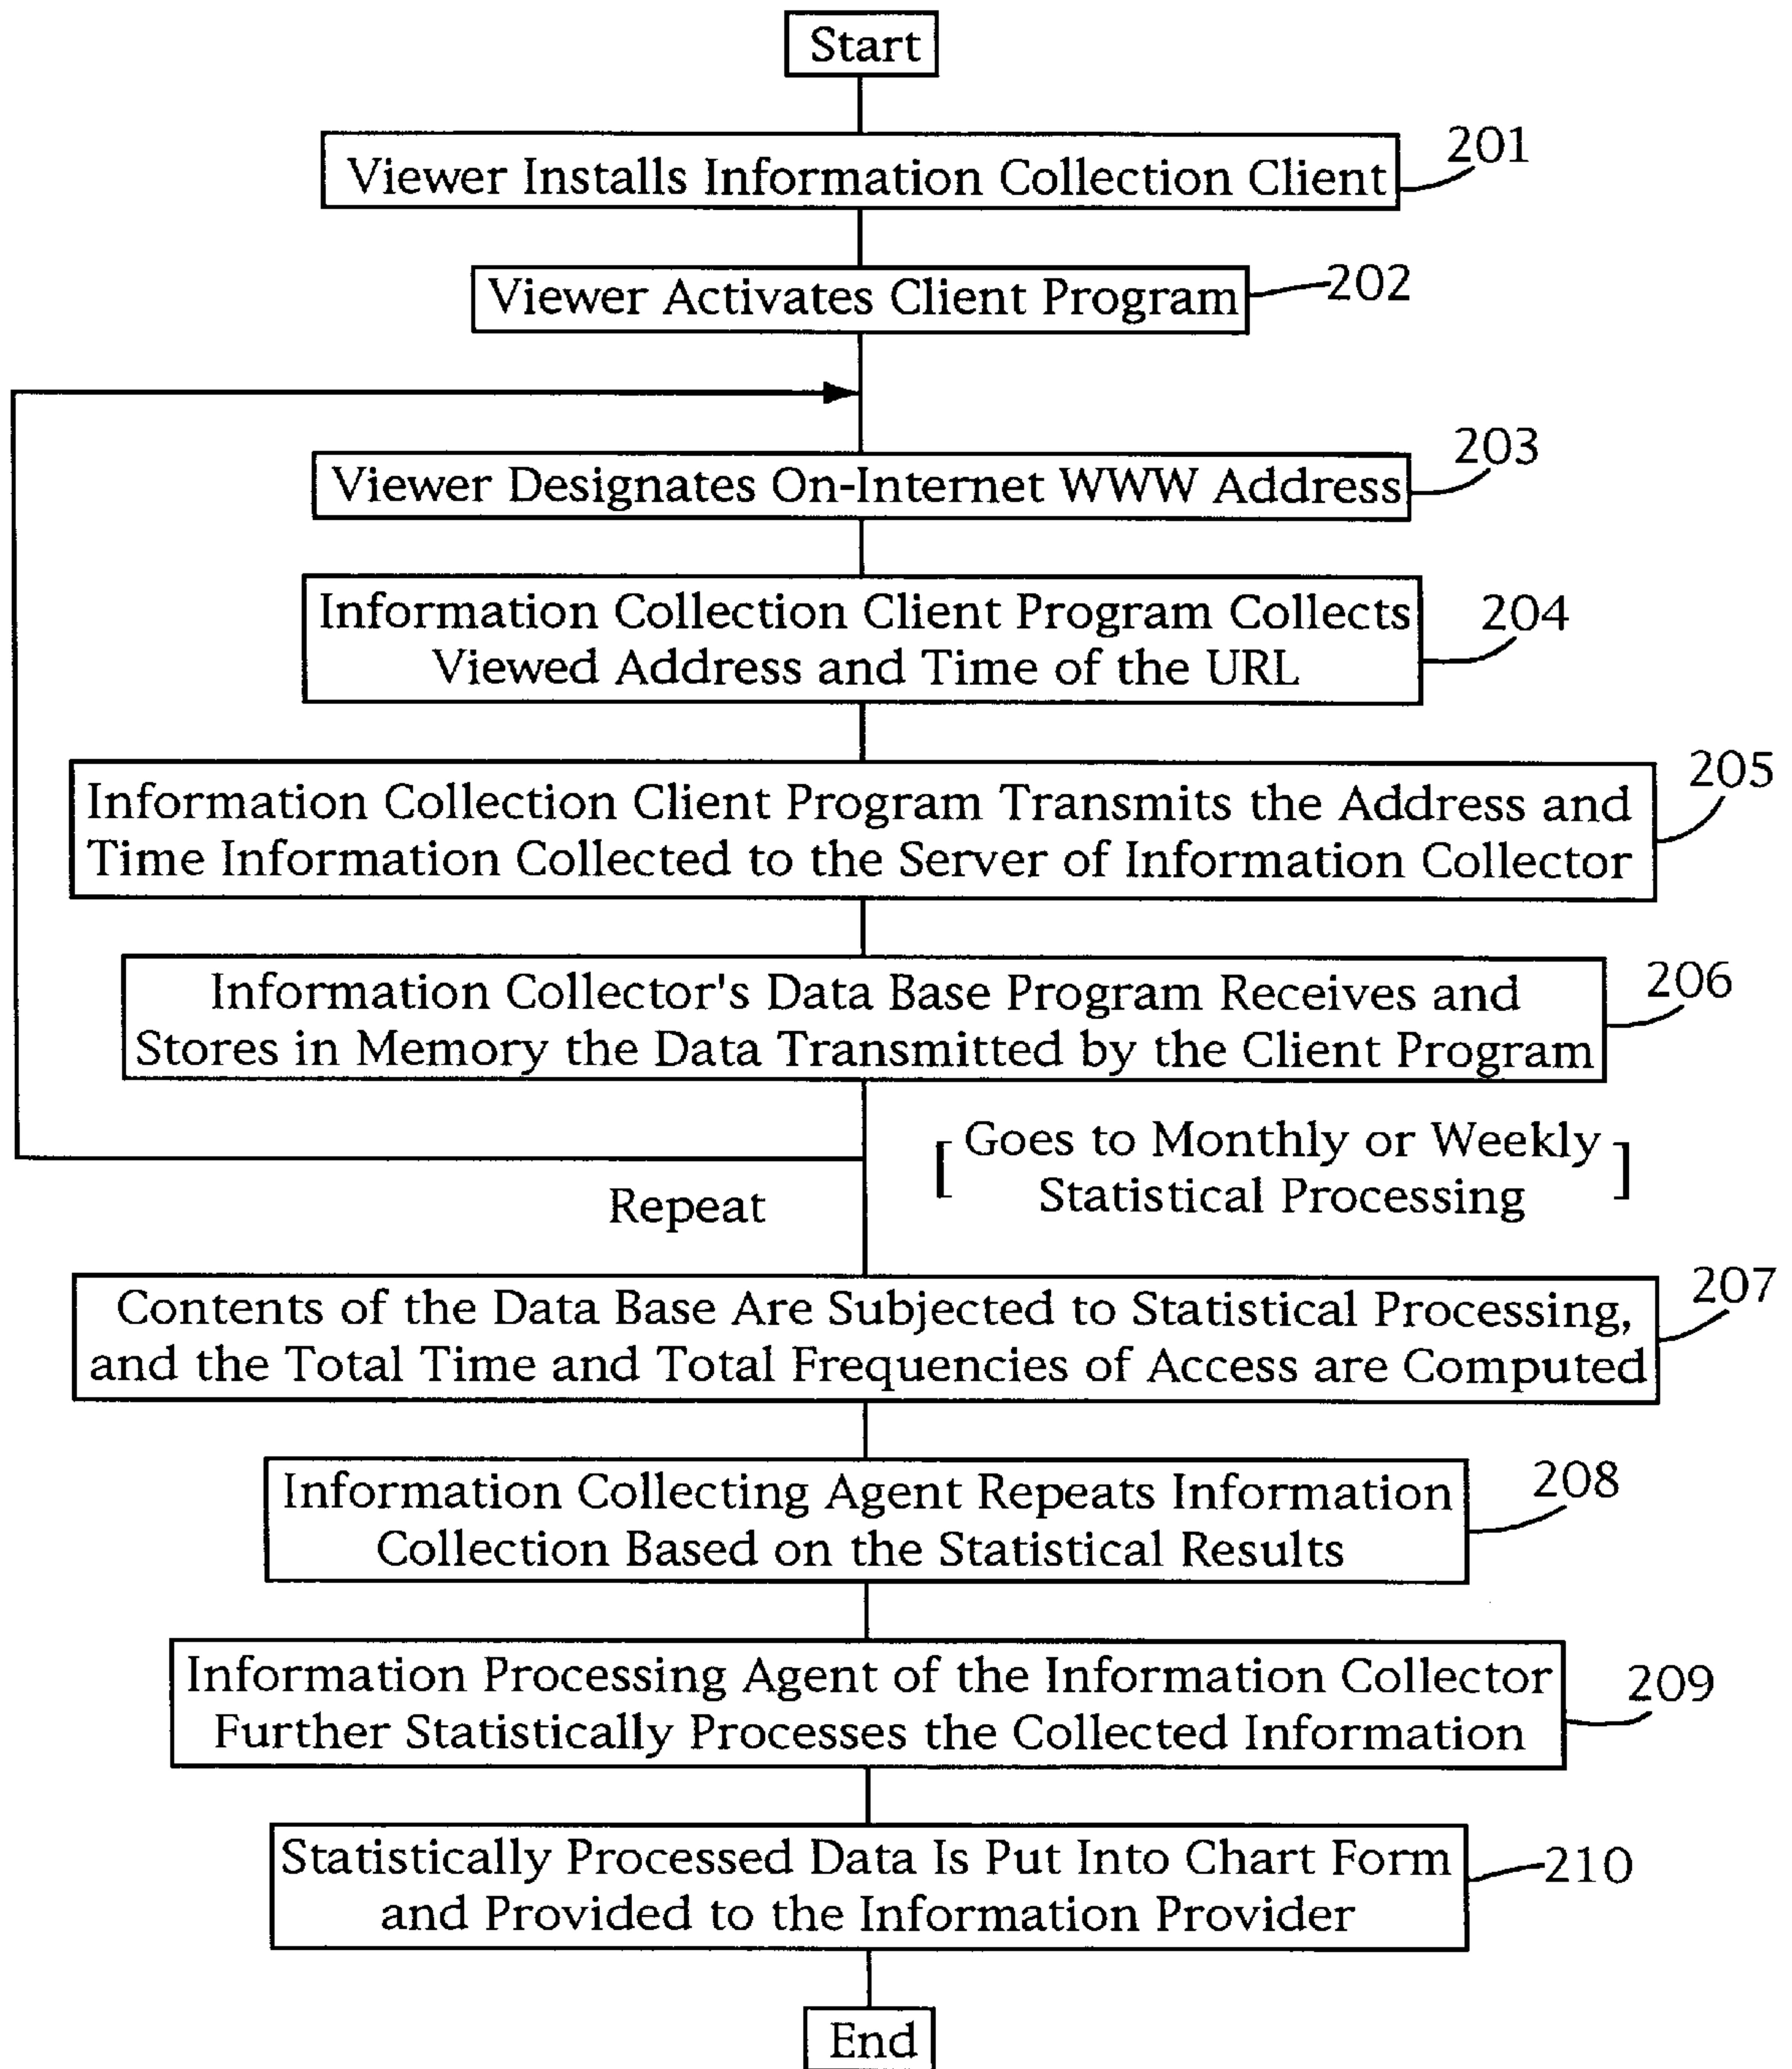 Start
Viewer Installs Information Collection Client
201
Viewer Activates Client Program
202
Viewer Designates On-Internet WWW Address
203
Information Collection Client Program Collects
Viewed Address and Time of the URL
204
Information Collection Client Program Transmits the Address and
Time Information Collected to the Server of Information Collector
205
Information Collector's Data Base Program Receives and
Stores in Memory the Data Transmitted by the Client Program
206
Repeat
[ Goes to Monthly or Weekly
Statistical Processing ]
Contents of the Data Base Are Subjected to Statistical Processing,
and the Total Time and Total Frequencies of Access are Computed
207
Information Collecting Agent Repeats Information
Collection Based on the Statistical Results
208
Information Processing Agent of the Information Collector
Further Statistically Processes the Collected Information
209
Statistically Processed Data Is Put Into Chart Form
and Provided to the Information Provider
210
End